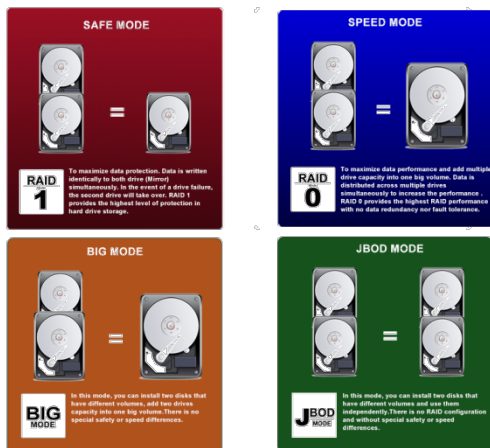 SAFE MODE
=
RAID
1
To maximize data protection. Data is written
identically to both drive (Mirror)
simultaneously. In the event of a drive failure,
the second drive will take over. RAID 1
provides the highest level of protection in
hard drive storage.
SPEED MODE
=
RAID
0
To maximize data performance and add multiple
drive capacity into one big volume. Data is
distributed across multiple drives
simultaneously to increase the performance .
RAID 0 provides the highest RAID performance
with no data redundancy nor fault tolerance.
BIG MODE
=
BIG
MODE
In this mode, you can install two disks that
have different volumes, add two drives
capacity into one big volume.There is no
special safety or speed differences.
JBOD MODE
=
JBOD
MODE
In this mode, you can install two disks that
have different volumes and use them
independently.There is no RAID configuration
and without special safety or speed
differences.